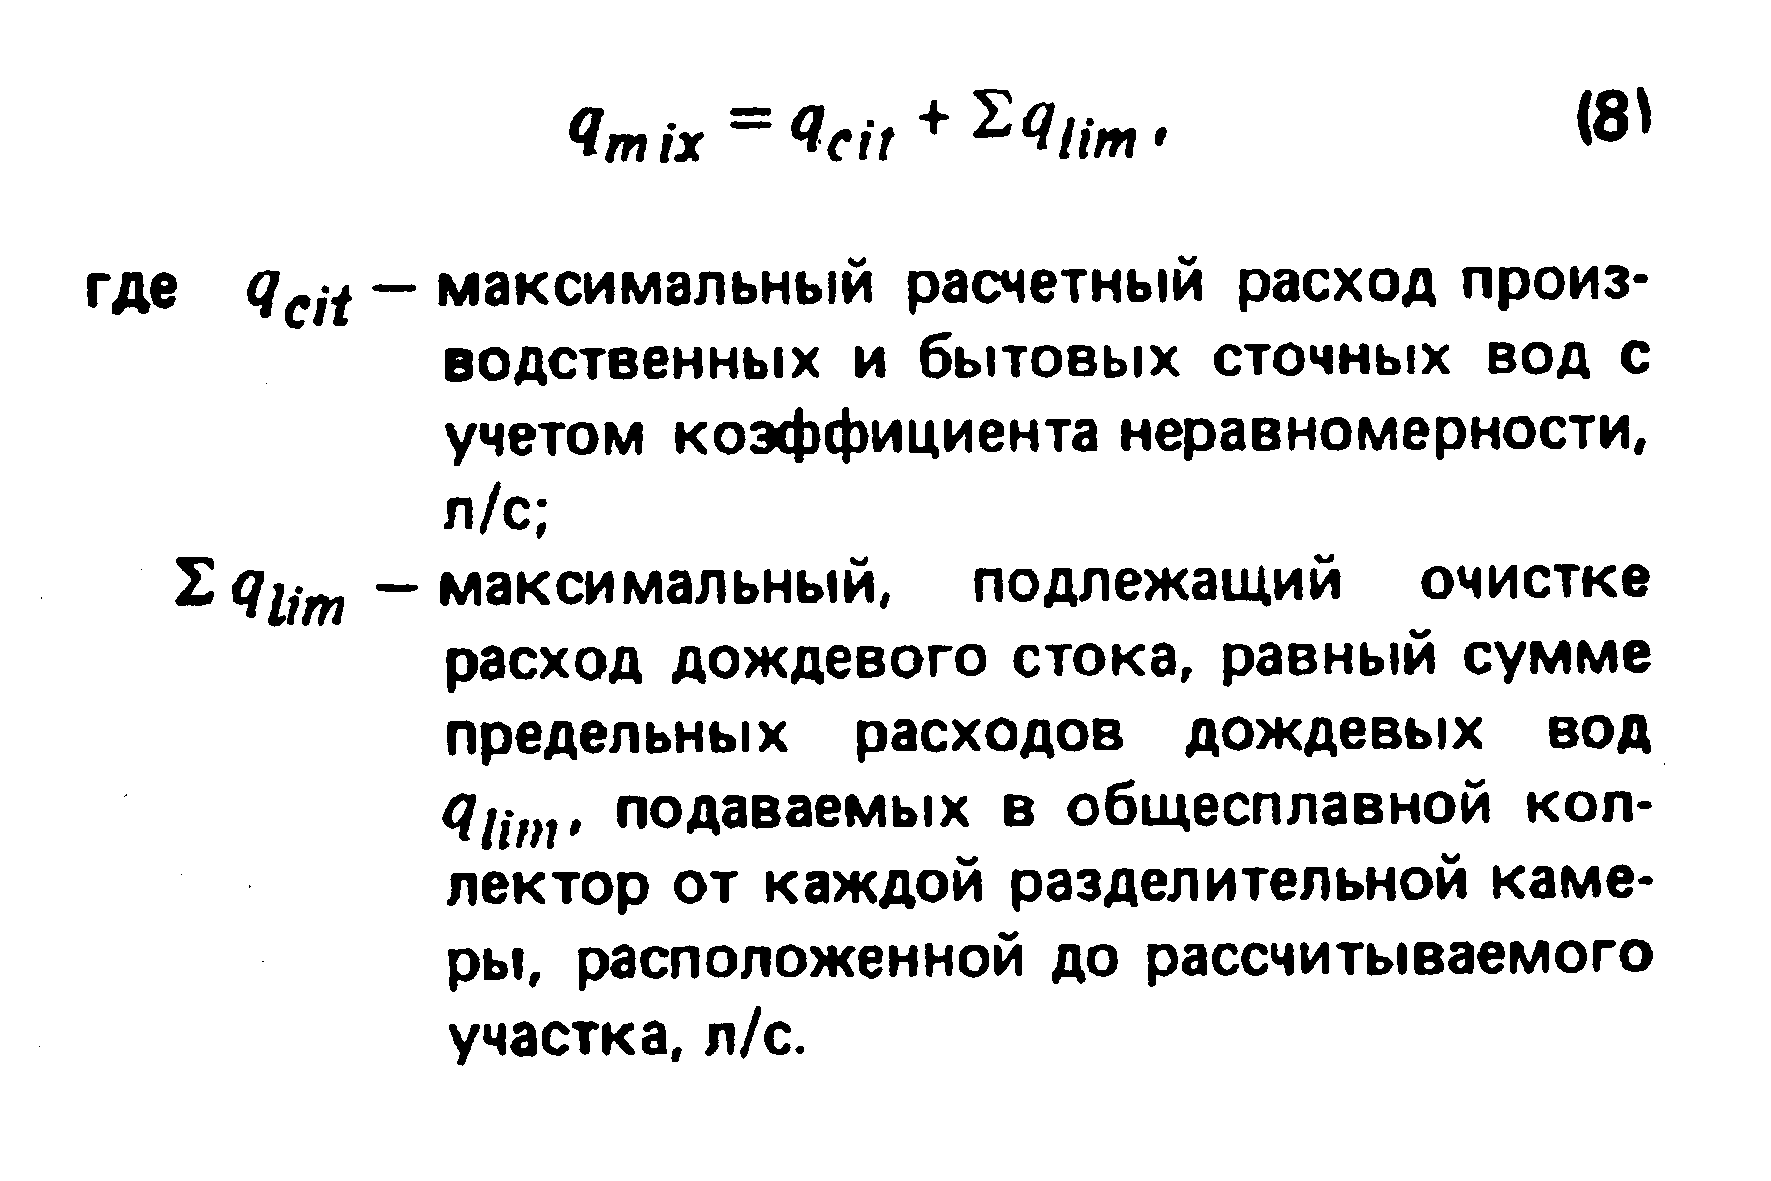 q_mix = q_cit + Σq_lim, (8)
где q_cit — максимальный расчетный расход произ-
водственных и бытовых сточных вод с
учетом коэффициента неравномерности,
л/с;
Σ q_lim — максимальный, подлежащий очистке
расход дождевого стока, равный сумме
предельных расходов дождевых вод
q_lim, подаваемых в общесплавной кол-
лектор от каждой разделительной каме-
ры, расположенной до рассчитываемого
участка, л/с.